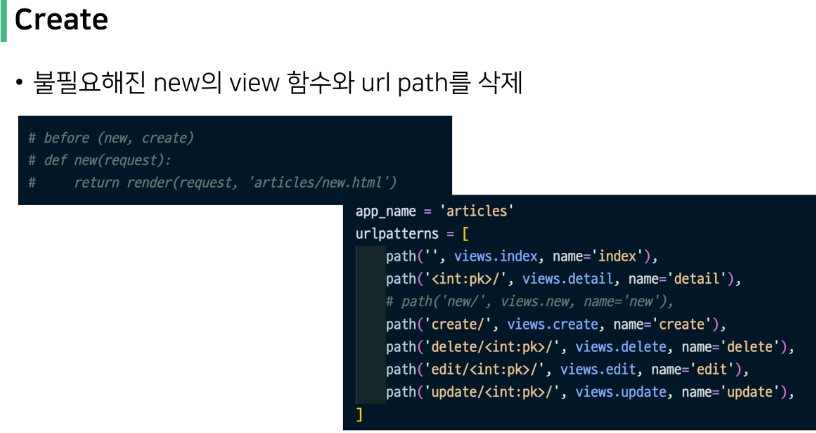 Create
• 불필요해진 new의 view 함수와 url path를 삭제
# before (new, create)
# def new(request):
#     return render(request, 'articles/new.html')
app_name = 'articles'
urlpatterns = [
    path('', views.index, name='index'),
    path('<int:pk>/', views.detail, name='detail'),
    # path('new/', views.new, name='new'),
    path('create/', views.create, name='create'),
    path('delete/<int:pk>/', views.delete, name='delete'),
    path('edit/<int:pk>/', views.edit, name='edit'),
    path('update/<int:pk>/', views.update, name='update'),
]